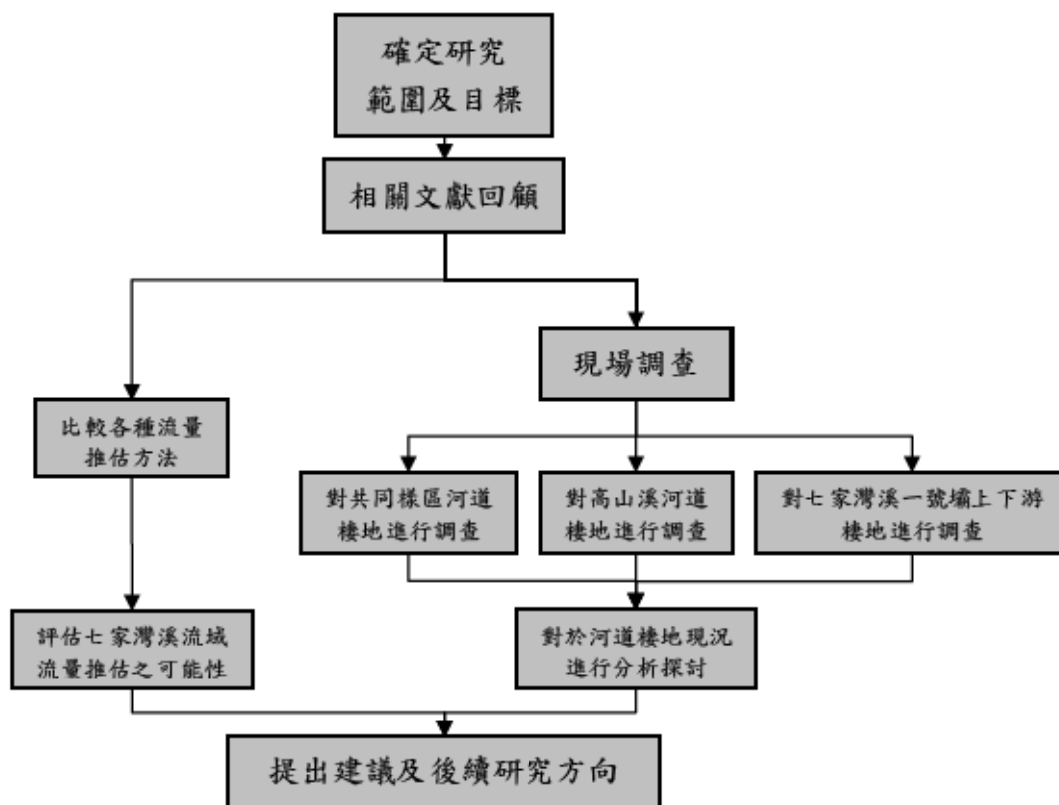 確定研究
範圍及目標
相關文獻回顧
現場調查
比較各種流量
推估方法
對共同樣區河道
棲地進行調查
對高山溪河道
棲地進行調查
對七家灣溪一號壩上下游
棲地進行調查
評估七家灣溪流域
流量推估之可能性
對於河道棲地現況
進行分析探討
提出建議及後續研究方向